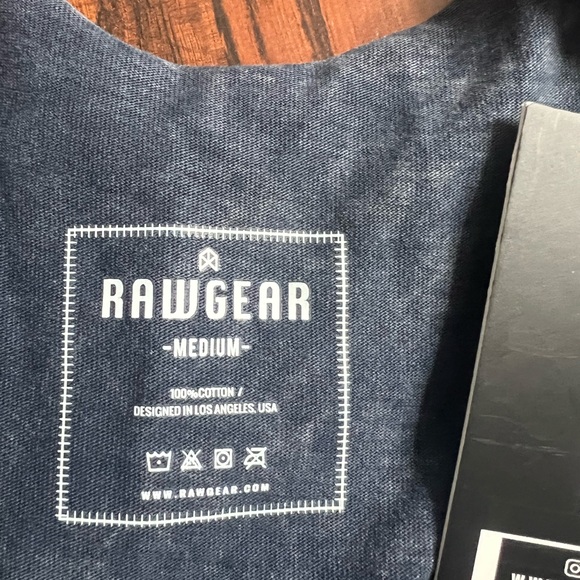 RAWGEAR
-MEDIUM-
100%COTTON /
DESIGNED IN LOS ANGELES, USA
WWW.RAWGEAR.COM